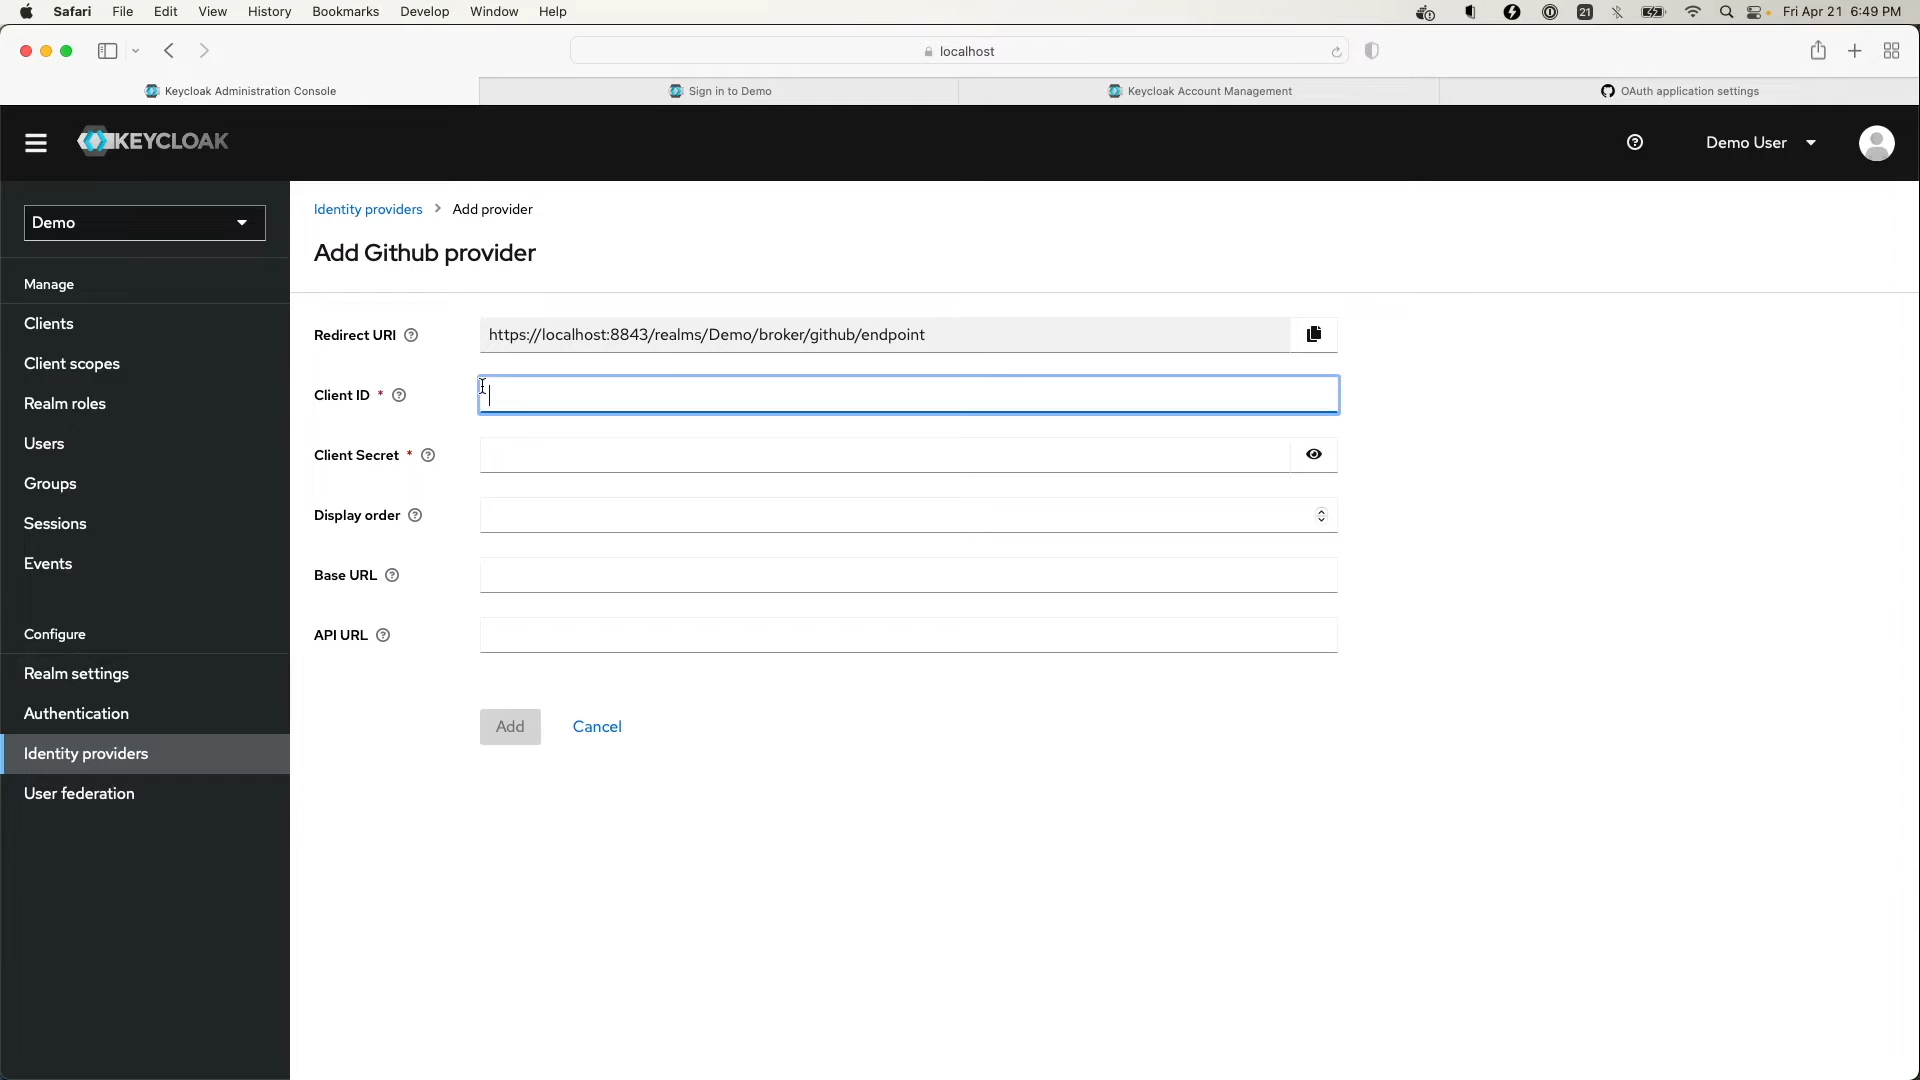 Safari File Edit View History Bookmarks Develop Window Help 21 Fri Apr 21 6:49 PM
localhost
Keycloak Administration Console Sign in to Demo Keycloak Account Management OAuth application settings
KEYCLOAK Demo User
Demo
Manage
Clients
Client scopes
Realm roles
Users
Groups
Sessions
Events
Configure
Realm settings
Authentication
Identity providers
User federation
Identity providers > Add provider
Add Github provider
Redirect URI https://localhost:8843/realms/Demo/broker/github/endpoint
Client ID *
Client Secret *
Display order
Base URL
API URL
Add Cancel